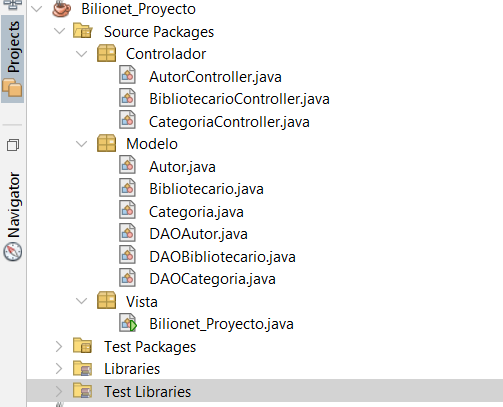 Projects
Navigator
Bilionet_Proyecto
Source Packages
Controlador
AutorController.java
BibliotecarioController.java
CategoriaController.java
Modelo
Autor.java
Bibliotecario.java
Categoria.java
DAOAutor.java
DAOBibliotecario.java
DAOCategoria.java
Vista
Bilionet_Proyecto.java
Test Packages
Libraries
Test Libraries